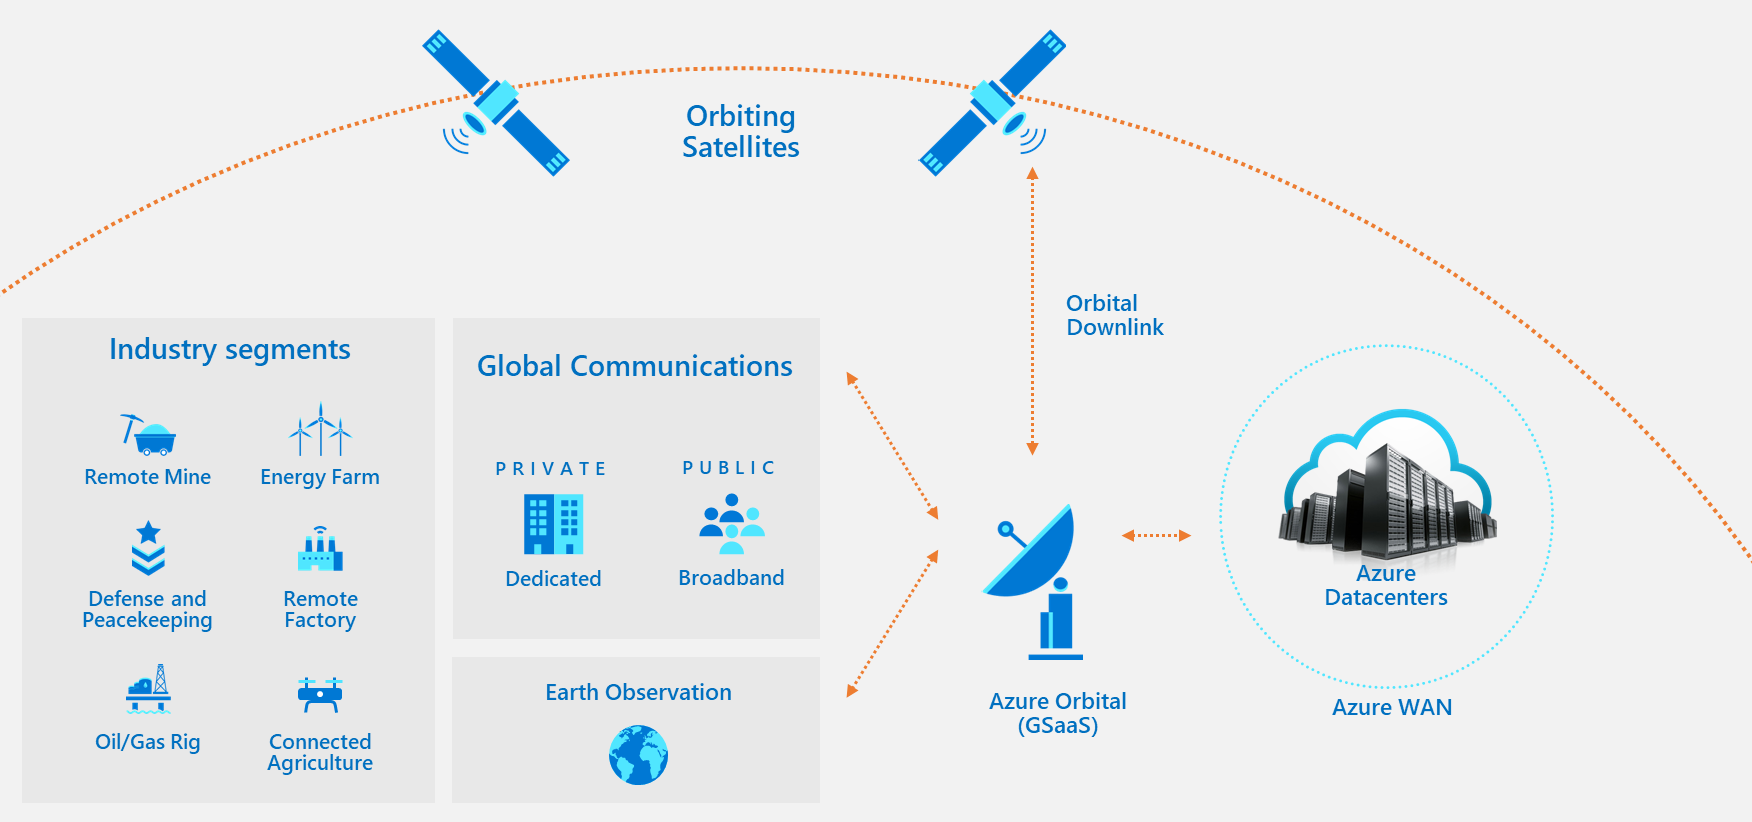 Orbiting
Satellites
Orbital
Downlink
Industry segments
Remote Mine
Energy Farm
Defense and
Peacekeeping
Remote
Factory
Oil/Gas Rig
Connected
Agriculture
Global Communications
PRIVATE
Dedicated
PUBLIC
Broadband
Earth Observation
Azure Orbital
(GSaaS)
Azure
Datacenters
Azure WAN